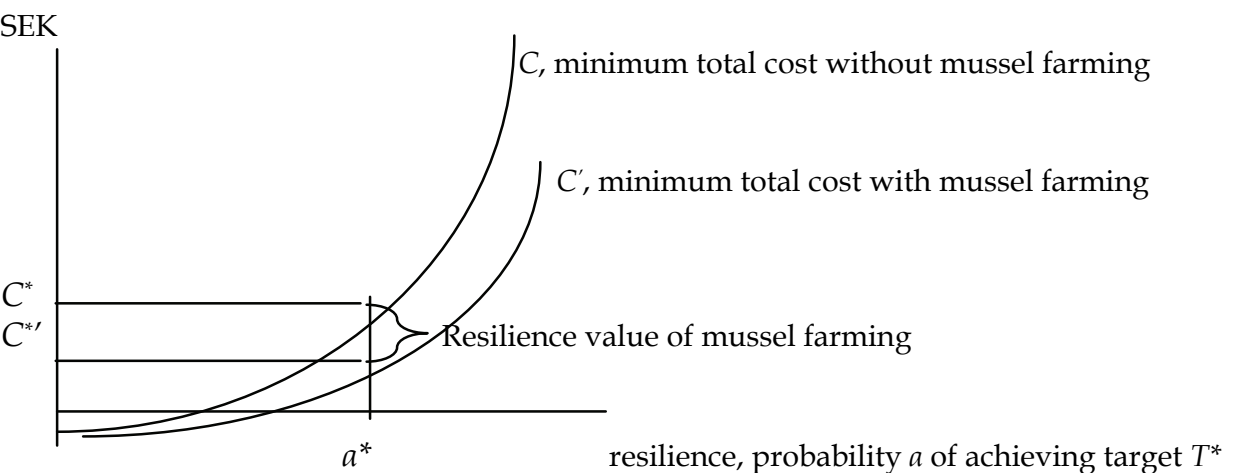 SEK
C, minimum total cost without mussel farming
C′, minimum total cost with mussel farming
C*
C*′
Resilience value of mussel farming
a*
resilience, probability a of achieving target T*